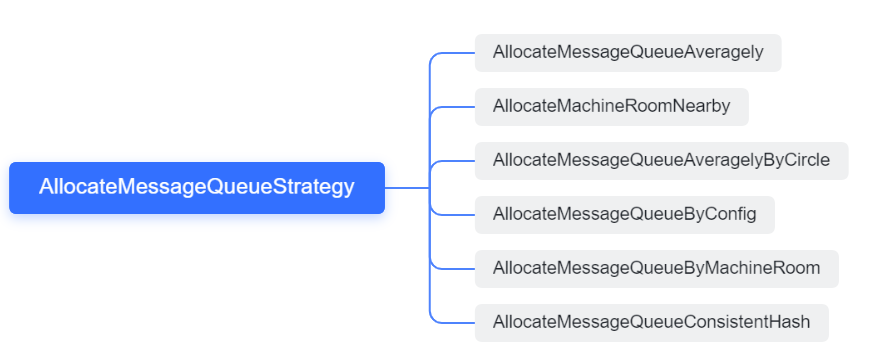 AllocateMessageQueueStrategy
AllocateMessageQueueAveragely
AllocateMachineRoomNearby
AllocateMessageQueueAveragelyByCircle
AllocateMessageQueueByConfig
AllocateMessageQueueByMachineRoom
AllocateMessageQueueConsistentHash